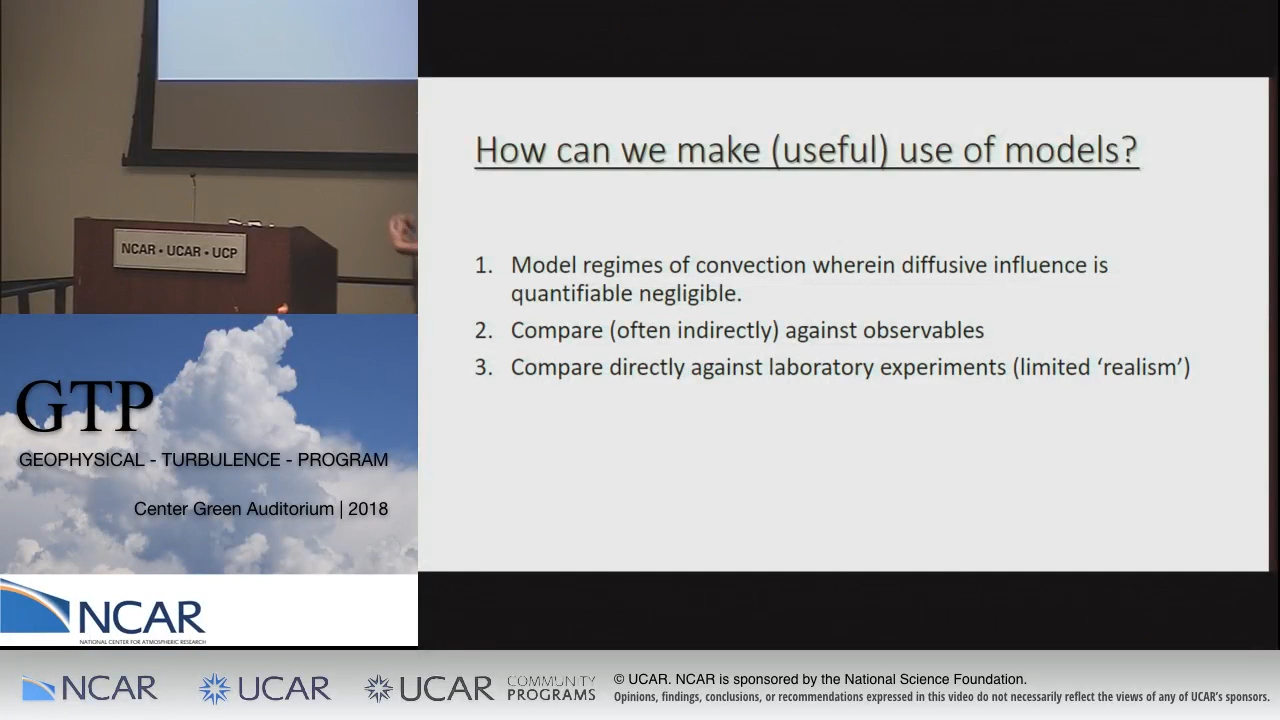 NCAR • UCAR • UCP
How can we make (useful) use of models?
1. Model regimes of convection wherein diffusive influence is
quantifiable negligible.
2. Compare (often indirectly) against observables
3. Compare directly against laboratory experiments (limited ‘realism’)
GTP
GEOPHYSICAL - TURBULENCE - PROGRAM
Center Green Auditorium | 2018
NCAR
NATIONAL CENTER FOR ATMOSPHERIC RESEARCH
NCAR
UCAR
UCAR
COMMUNITY
PROGRAMS
© UCAR. NCAR is sponsored by the National Science Foundation.
Opinions, findings, conclusions, or recommendations expressed in this video do not necessarily reflect the views of any of UCAR's sponsors.